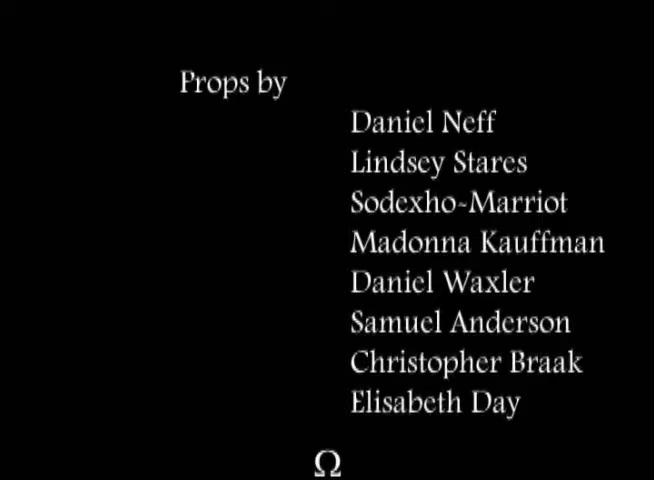 Props by
Daniel Neff
Lindsey Stares
Sodexho-Marriot
Madonna Kauffman
Daniel Waxler
Samuel Anderson
Christopher Braak
Elisabeth Day
Ω